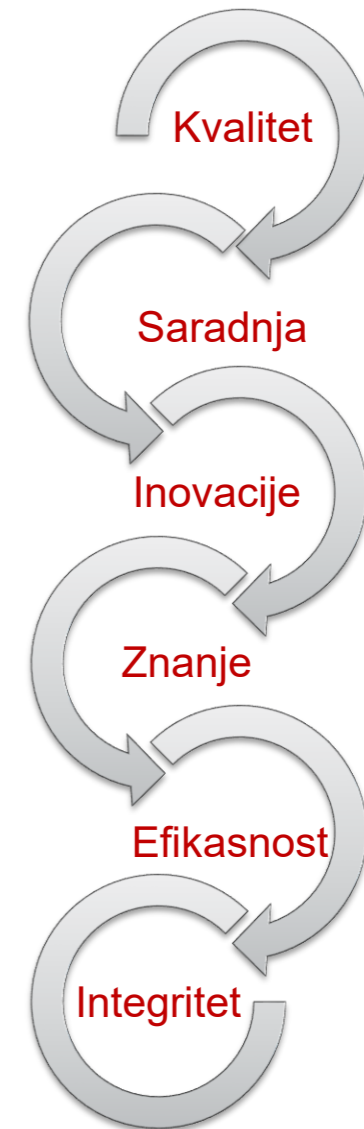 Kvalitet
Saradnja
Inovacije
Znanje
Efikasnost
Integritet